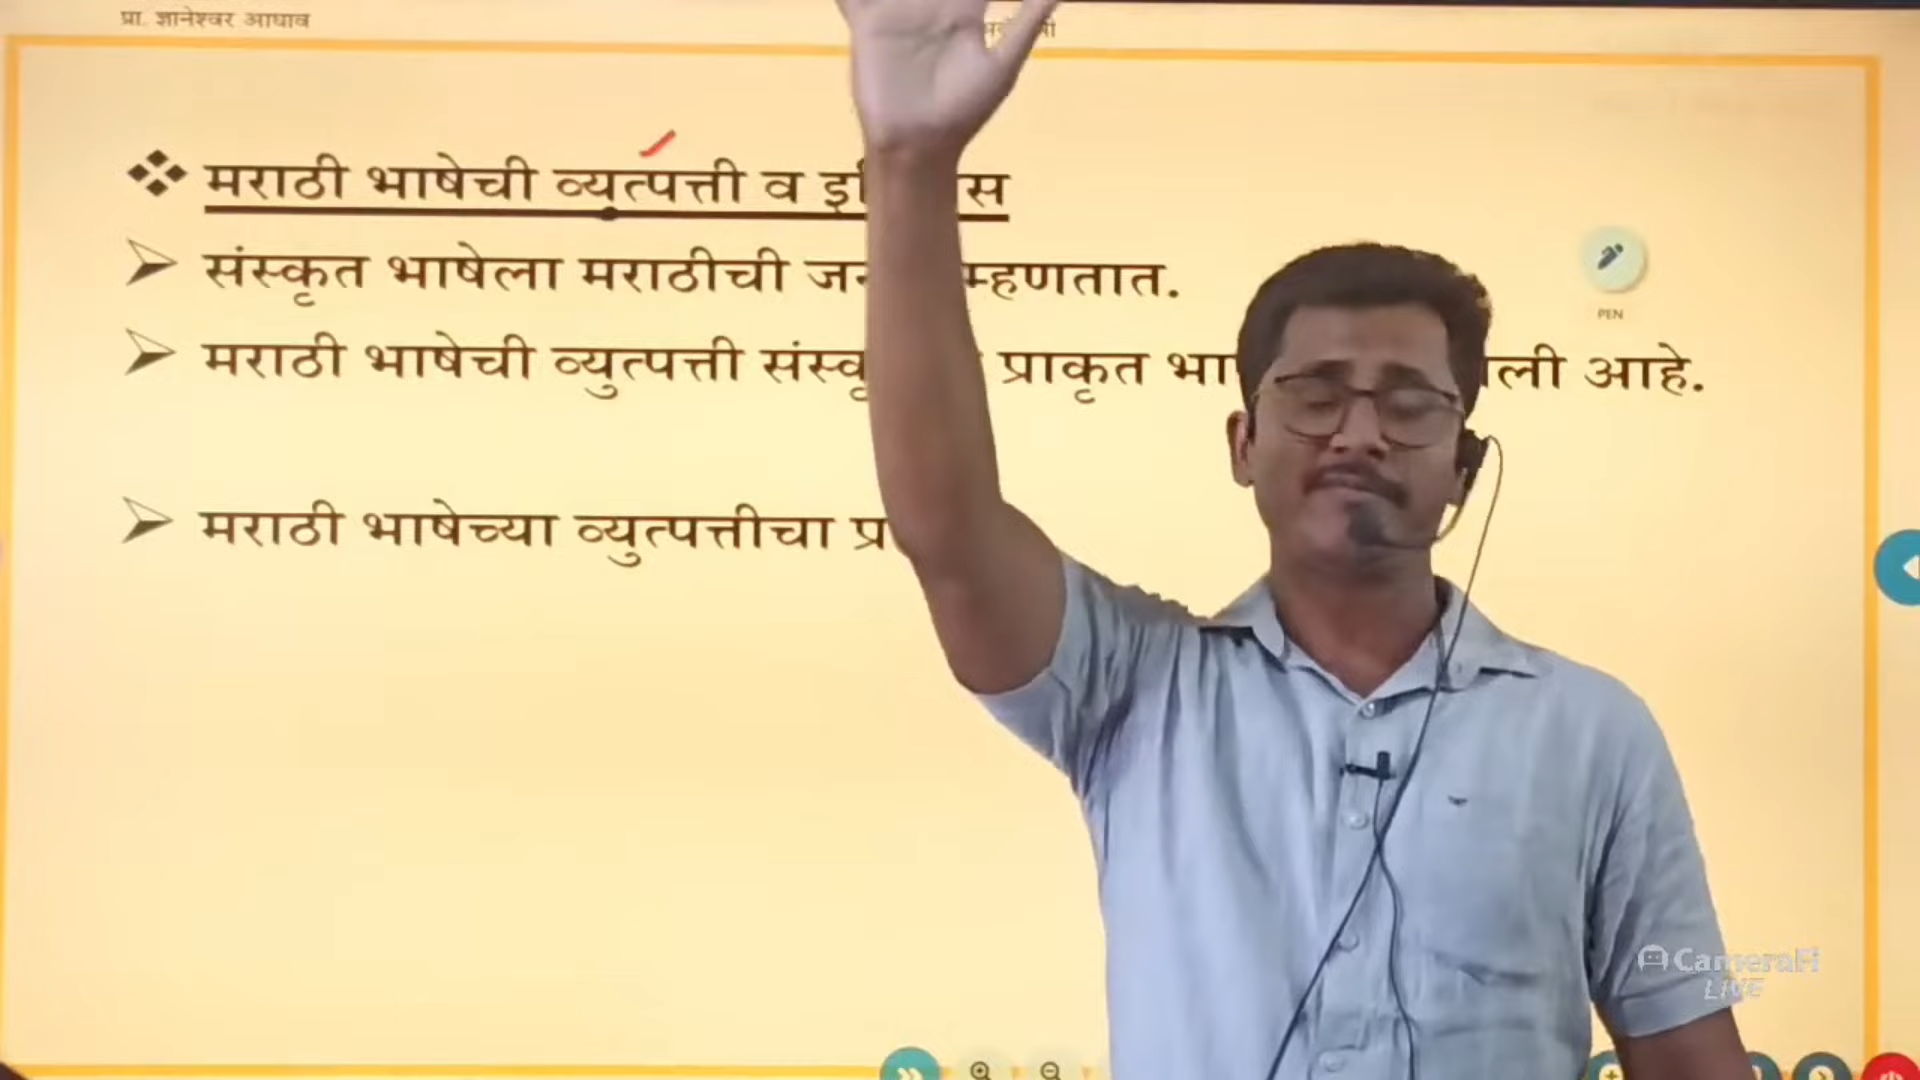 प्रा. ज्ञानेश्वर आघाव
मराठी भाषेची व्युत्पत्ती व
संस्कृत भाषेला मराठीची म्हणतात.
PEN
मराठी भाषेची व्युत्पत्ती प्राकृत आहे.
मराठी भाषेच्या व्युत्पत्तीचा
CameraFi
LIVE